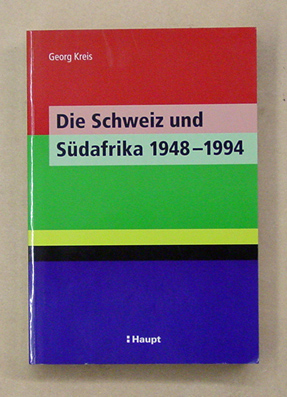 Georg Kreis
Die Schweiz und
Südafrika 1948–1994
Haupt